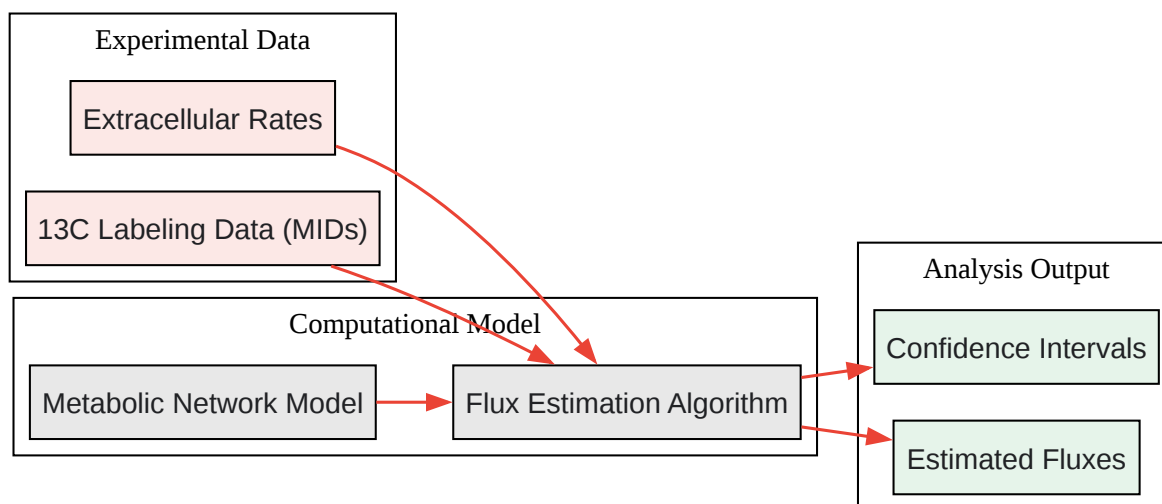 Experimental Data
Extracellular Rates
13C Labeling Data (MIDs)
Computational Model
Metabolic Network Model
Flux Estimation Algorithm
Analysis Output
Confidence Intervals
Estimated Fluxes